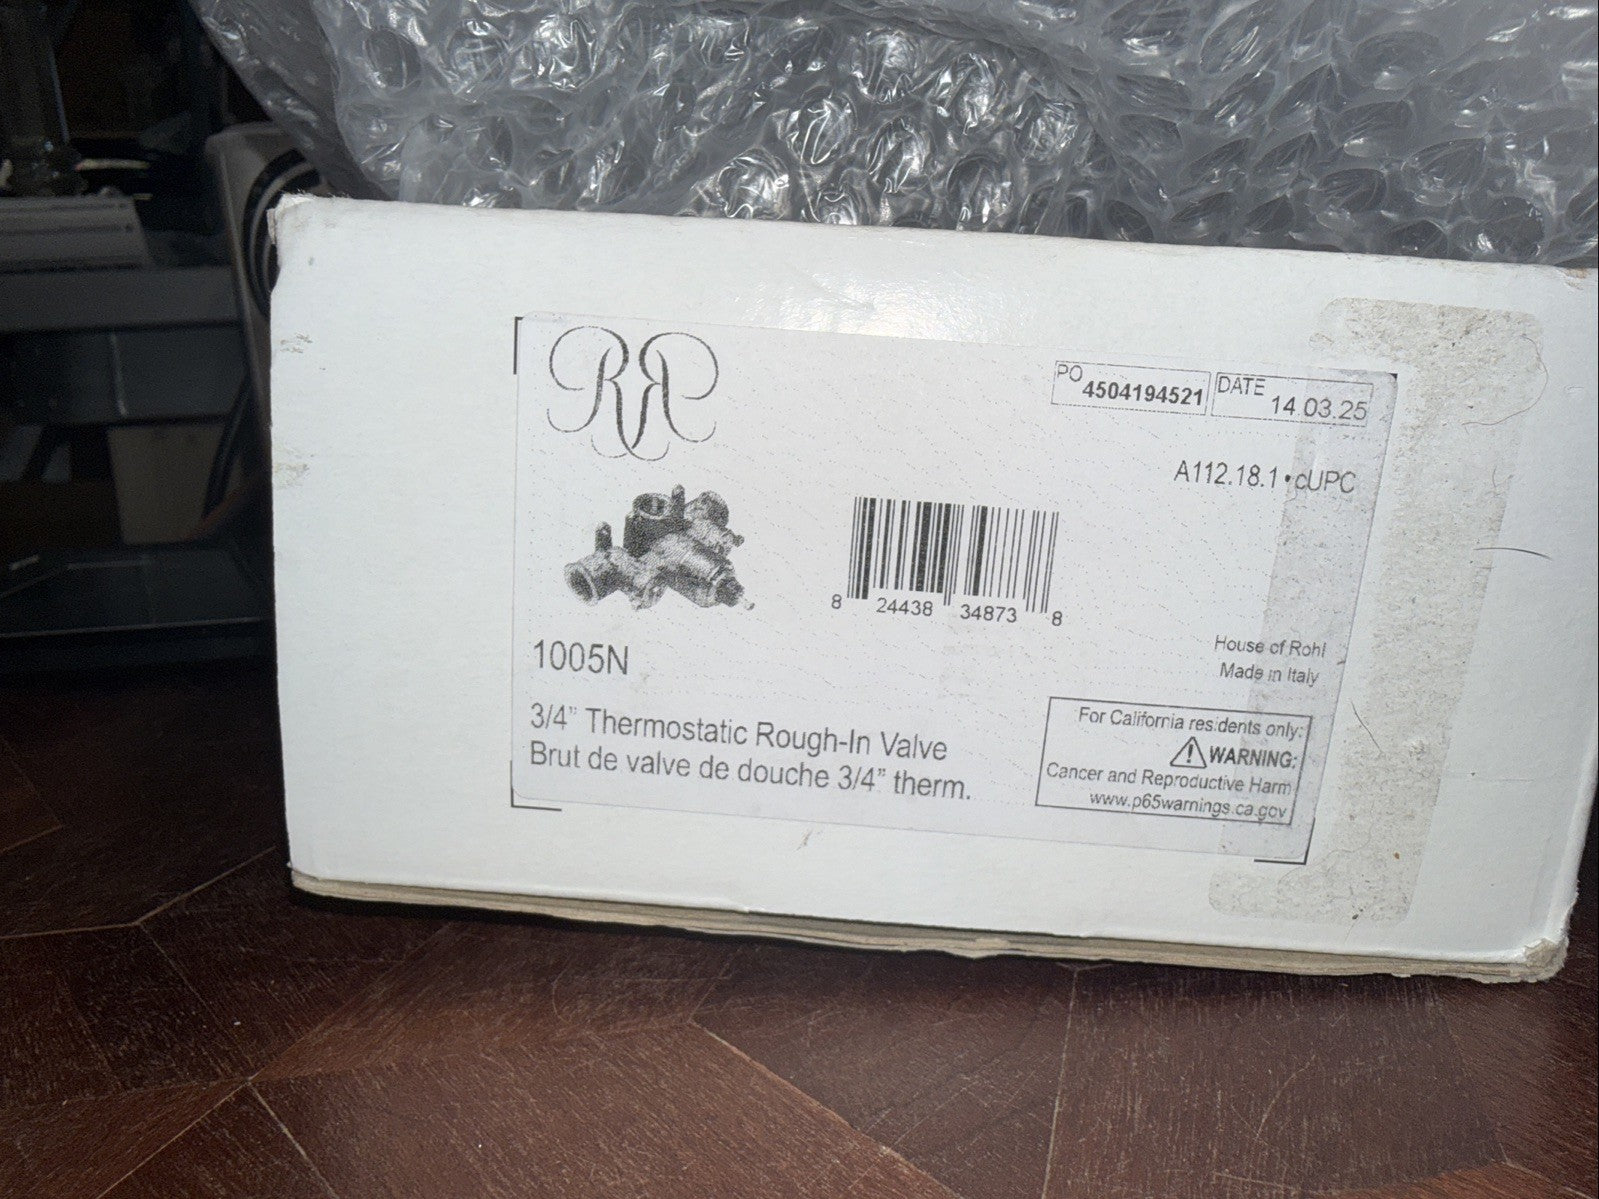 RR
PO 4504194521 DATE 14.03.25
A112.18.1•cUPC
8 24438 34873 8
1005N
House of Rohl
Made in Italy
3/4” Thermostatic Rough-In Valve
Brut de valve de douche 3/4” therm.
For California residents only:
WARNING:
Cancer and Reproductive Harm
www.p65warnings.ca.gov